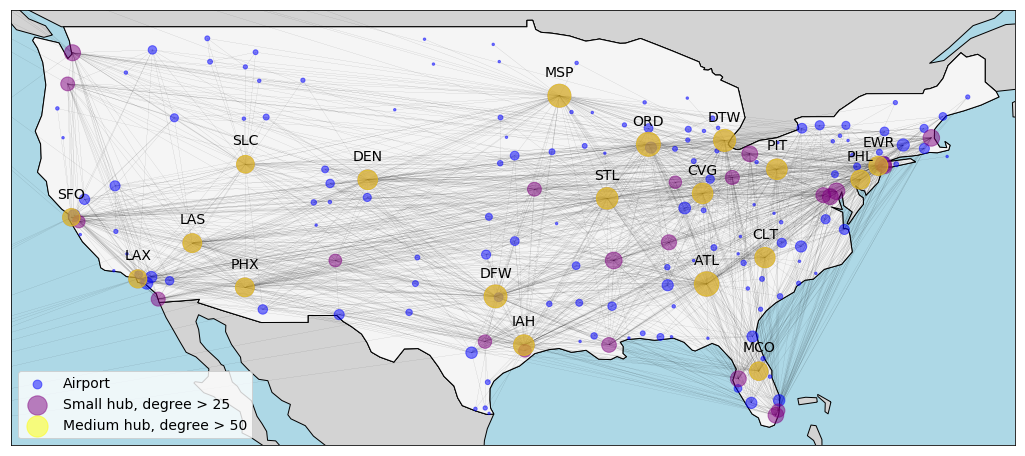 MSP
ORD
DTW
SLC
DEN
PIT
EWR
PHL
CVG
STL
SFO
LAS
CLT
LAX
PHX
DFW
ATL
IAH
MCO
Airport
Small hub, degree > 25
Medium hub, degree > 50